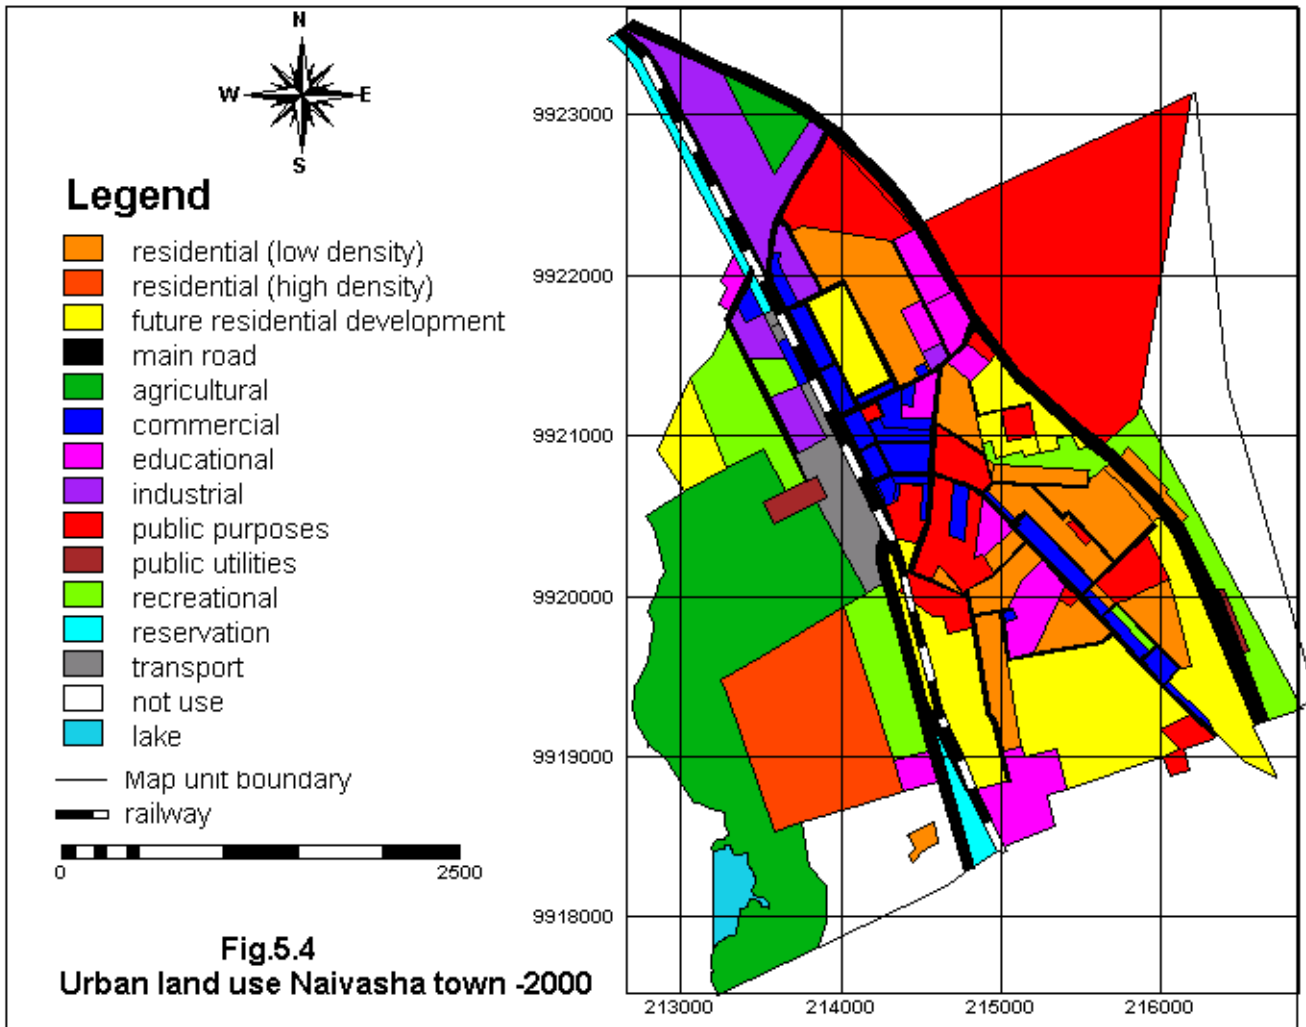 N
W E
S
Legend
residential (low density)
residential (high density)
future residential development
main road
agricultural
commercial
educational
industrial
public purposes
public utilities
recreational
reservation
transport
not use
lake
Map unit boundary
railway
0 2500
Fig.5.4
Urban land use Naivasha town -2000
9923000
9922000
9921000
9920000
9919000
9918000
213000 214000 215000 216000